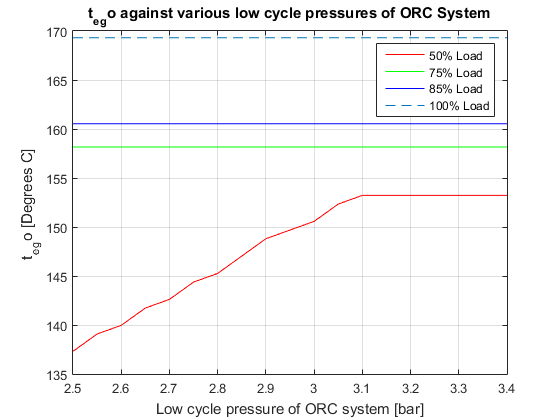 t_eg o against various low cycle pressures of ORC System
170
165
160
155
150
145
140
135
t_eg o [Degrees C]
50% Load
75% Load
85% Load
100% Load
2.5 2.6 2.7 2.8 2.9 3 3.1 3.2 3.3 3.4
Low cycle pressure of ORC system [bar]